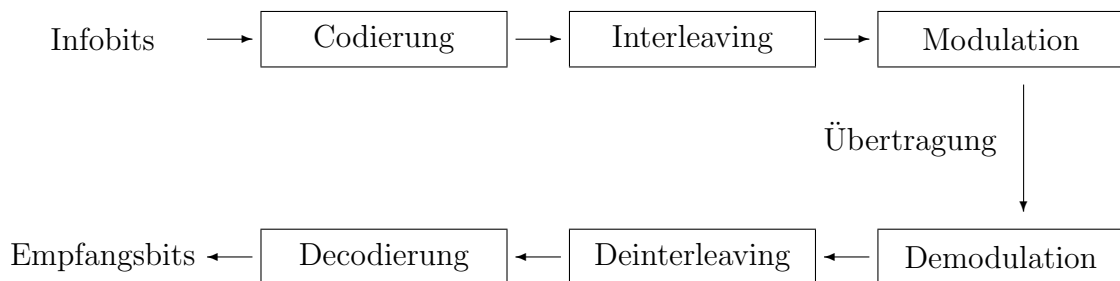 Infobits Codierung Interleaving Modulation
Übertragung
Empfangsbits Decodierung Deinterleaving Demodulation